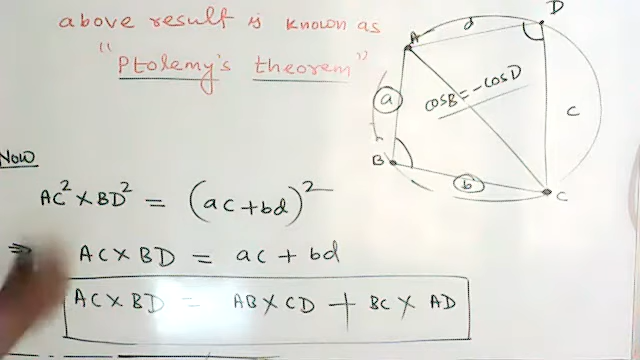 above result is known as
"Ptolemy's theorem"
A
d
D
a
cosB = -cosD
c
B
b
C
Now
AC² × BD² = (ac+bd)²
⇒ AC × BD = ac + bd
AC × BD = AB × CD + BC × AD